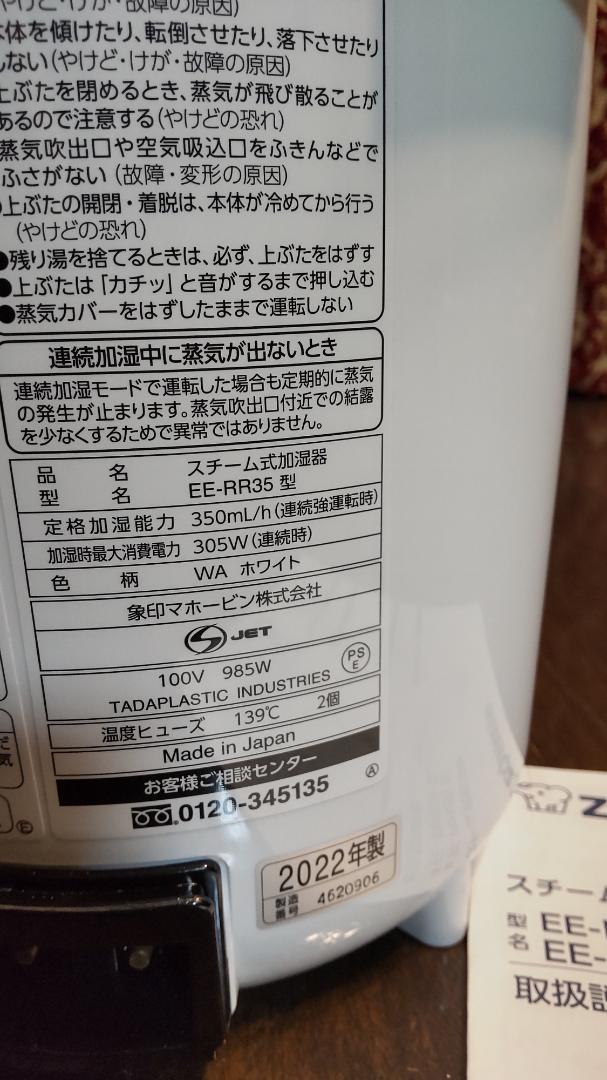 やけど・けが・故障の原因)
本体を傾けたり、転倒させたり、落下させたり
しない(やけど・けが・故障の原因)
上ぶたを閉めるとき、蒸気が飛び散ることが
あるので注意する(やけどの恐れ)
蒸気吹出口や空気吸込口をふきんなどで
ふさがない(故障・変形の原因)
●上ぶたの開閉・着脱は、本体が冷めてから行う
(やけどの恐れ)
●残り湯を捨てるときは、必ず、上ぶたをはずす
●上ぶたは「カチッ」と音がするまで押し込む
●蒸気カバーをはずしたままで運転しない
連続加湿中に蒸気が出ないとき
連続加湿モードで運転した場合も定期的に蒸気
の発生が止まります。蒸気吹出口付近での結露
を少なくするためで異常ではありません。
品名 スチーム式加湿器
型名 EE-RR35 型
定格加湿能力 350mL/h(連続強運転時)
加湿時最大消費電力 305W(連続時)
色柄 WA ホワイト
象印マホービン株式会社
JET
100V 985W
PS
E
TADAPLASTIC INDUSTRIES
温度ヒューズ 139℃ 2個
Made in Japan
お客様ご相談センター
0120-345135
Ⓐ
Ⓔ
2022年製
製造番号 4620906
Z
スチーム
型名 EE-
EE-
取扱説